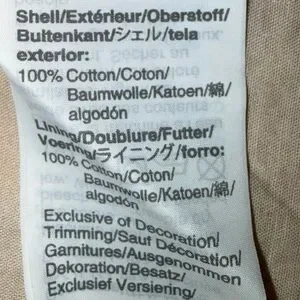 Shell/Extérieur/Oberstoff/
Buitenkant/シェル/tela
exterior:
100% Cotton/Coton/
Baumwolle/Katoen/綿/
algodón
Lining/Doublure/Futter/
Voering/ライニング/forro:
100% Cotton/Coton/
Baumwolle/Katoen/綿/
algodón
Exclusive of Decoration/
Trimming/Sauf Décoration/
Garnitures/Ausgenommen
Dekoration/Besatz/
Exclusief Versiering/